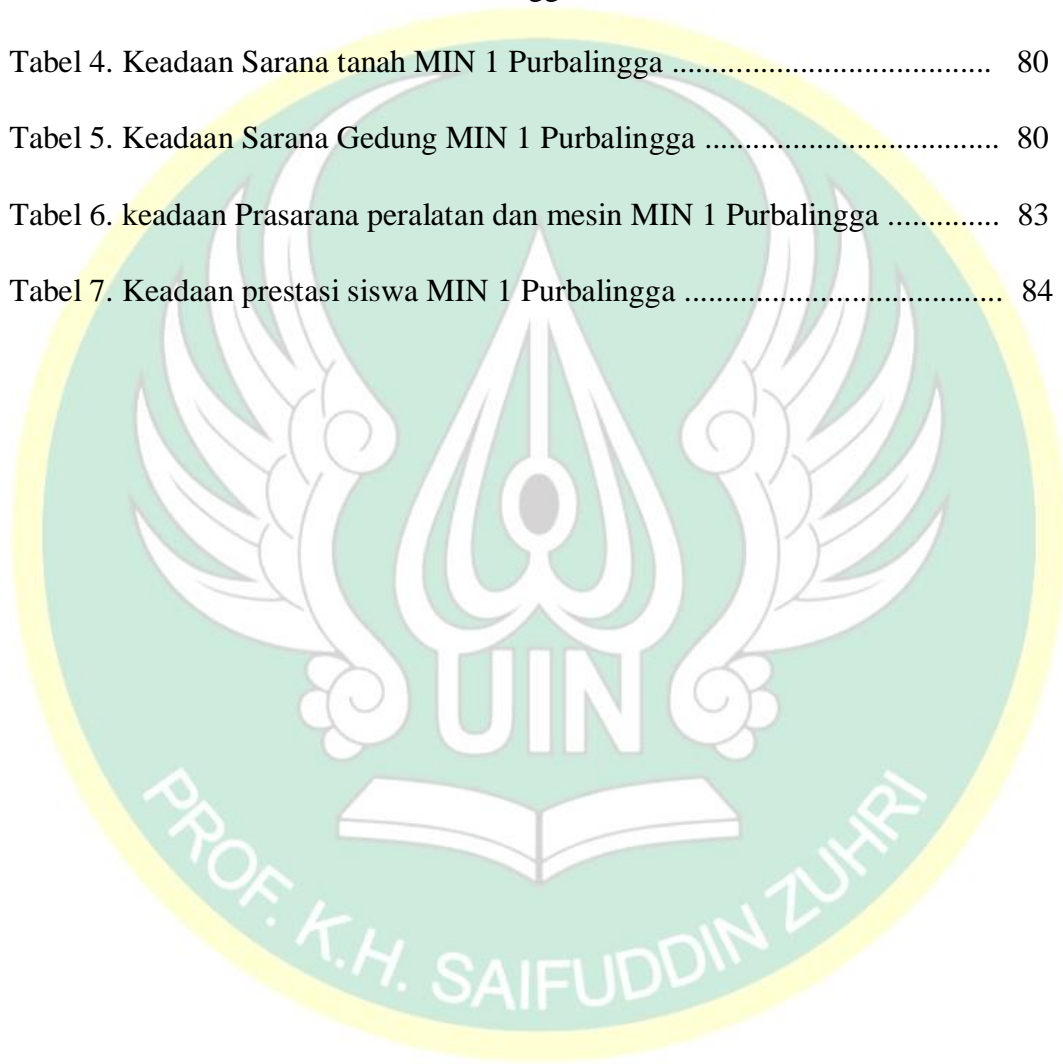 Tabel 4. Keadaan Sarana tanah MIN 1 Purbalingga ........................................ 80
Tabel 5. Keadaan Sarana Gedung MIN 1 Purbalingga ..................................... 80
Tabel 6. keadaan Prasarana peralatan dan mesin MIN 1 Purbalingga .............. 83
Tabel 7. Keadaan prestasi siswa MIN 1 Purbalingga ........................................ 84
UIN
PROF. K.H. SAIFUDDIN ZUHRI